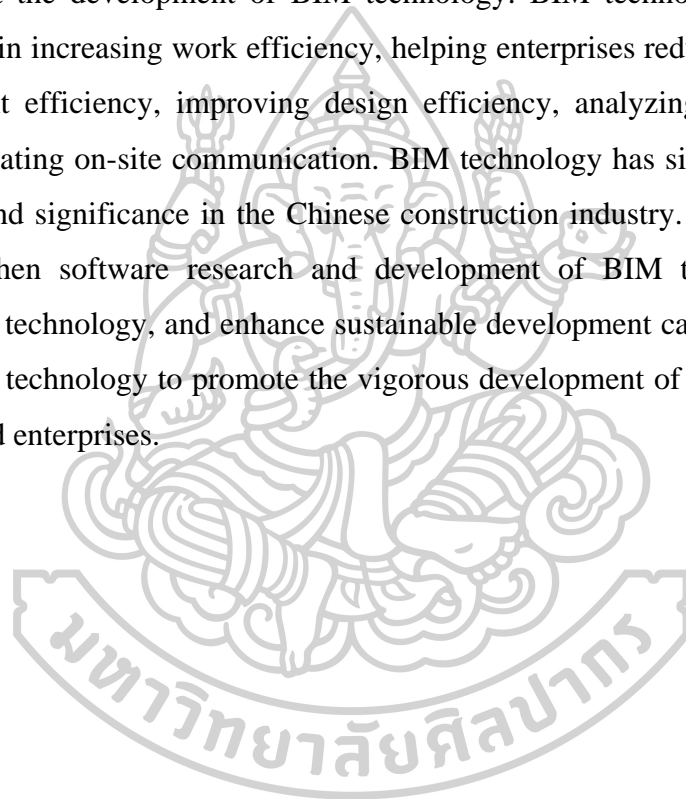 the development of BIM technology. BIM techno
in increasing work efficiency, helping enterprises red
t efficiency, improving design efficiency, analyzing
ating on-site communication. BIM technology has si
nd significance in the Chinese construction industry.
hen software research and development of BIM t
technology, and enhance sustainable development ca
technology to promote the vigorous development of
d enterprises.
มหาวิทยาลัยศิลปากร